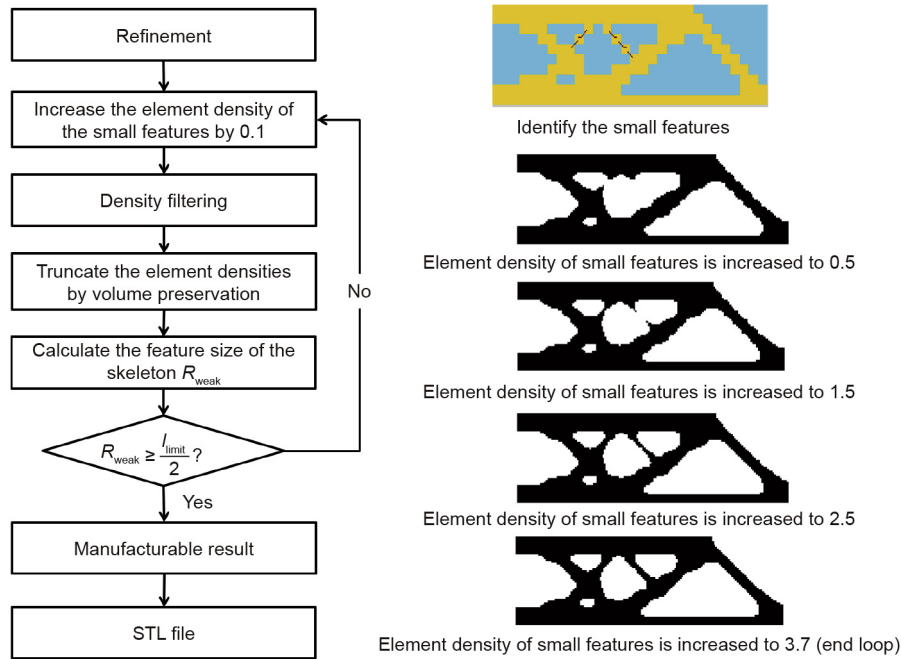 Refinement
Increase the element density of
the small features by 0.1
Density filtering
Truncate the element densities
by volume preservation
Calculate the feature size of the
skeleton R_weak
R_weak ≥ l_limit/2 ?
No
Yes
Manufacturable result
STL file
Identify the small features
Element density of small features is increased to 0.5
Element density of small features is increased to 1.5
Element density of small features is increased to 2.5
Element density of small features is increased to 3.7 (end loop)